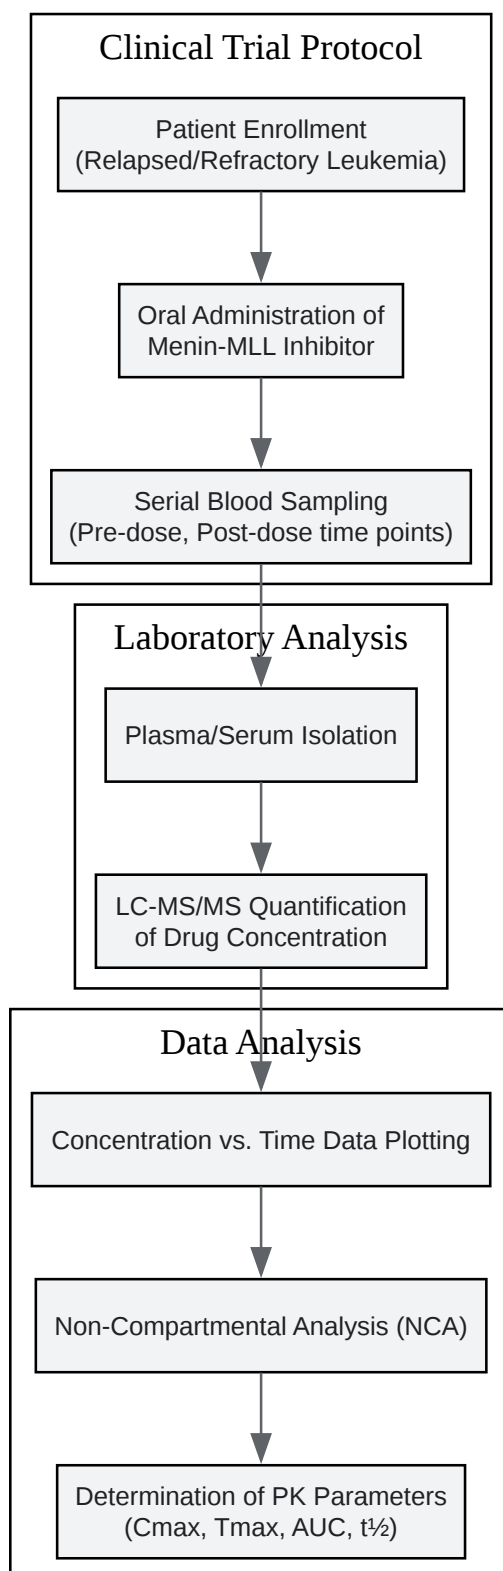 Clinical Trial Protocol
Patient Enrollment
(Relapsed/Refractory Leukemia)
Oral Administration of
Menin-MLL Inhibitor
Serial Blood Sampling
(Pre-dose, Post-dose time points)
Laboratory Analysis
Plasma/Serum Isolation
LC-MS/MS Quantification
of Drug Concentration
Data Analysis
Concentration vs. Time Data Plotting
Non-Compartmental Analysis (NCA)
Determination of PK Parameters
(Cmax, Tmax, AUC, t½)